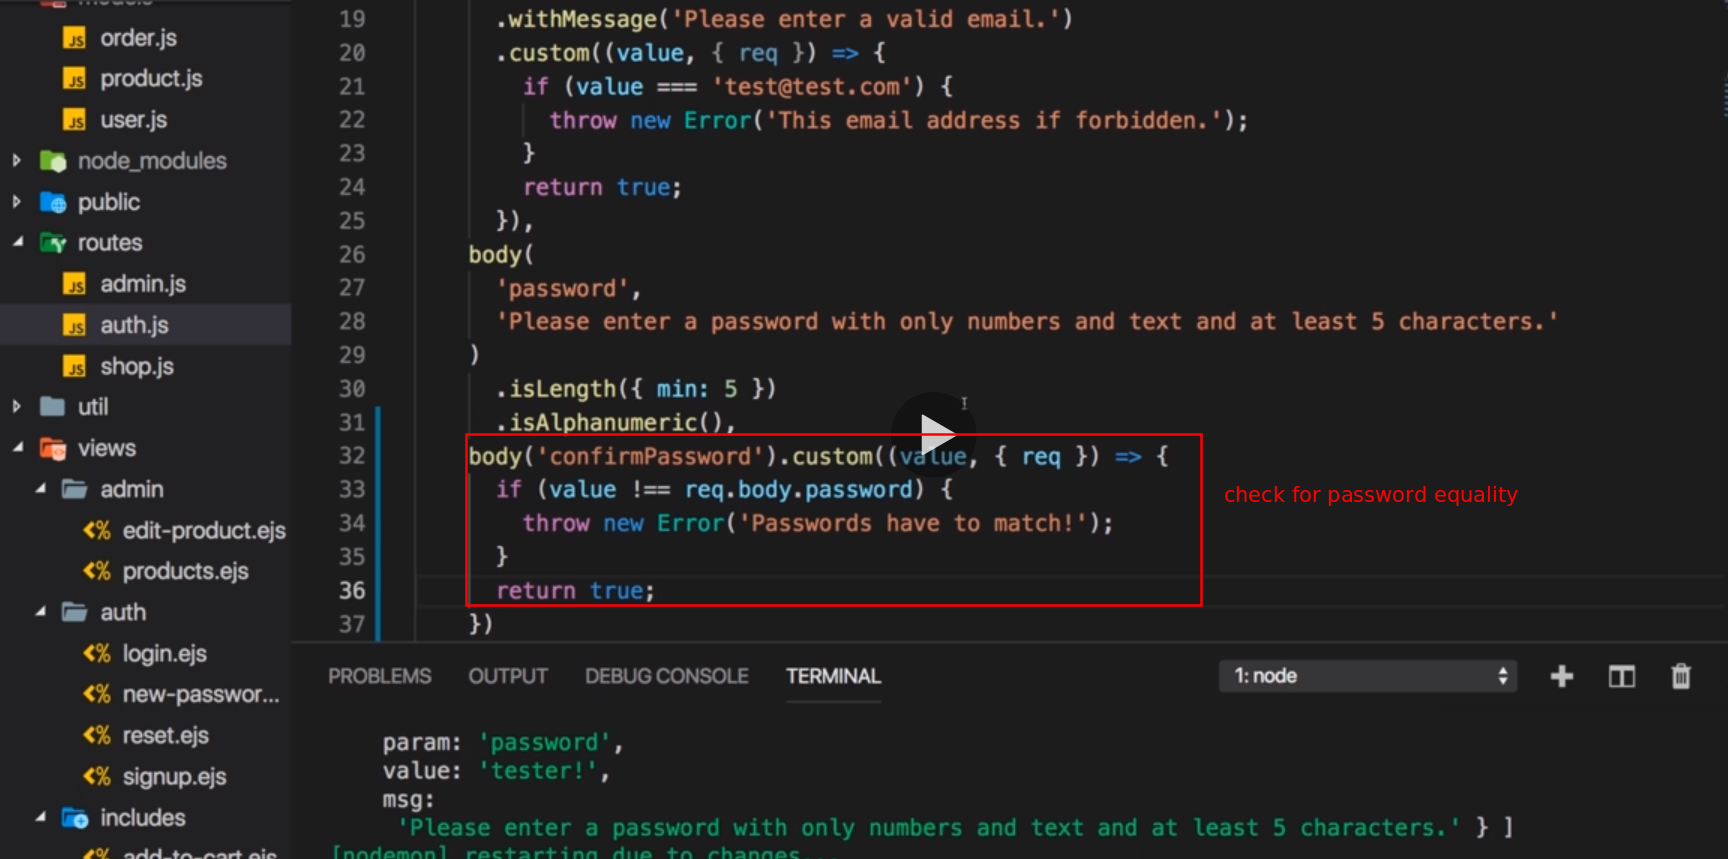 models
order.js
product.js
user.js
node_modules
public
routes
admin.js
auth.js
shop.js
util
views
admin
edit-product.ejs
products.ejs
auth
login.ejs
new-passwor...
reset.ejs
signup.ejs
includes
add-to-cart.ejs
19 .withMessage('Please enter a valid email.')
20 .custom((value, { req }) => {
21 if (value === 'test@test.com') {
22 throw new Error('This email address if forbidden.');
23 }
24 return true;
25 }),
26 body(
27 'password',
28 'Please enter a password with only numbers and text and at least 5 characters.'
29 )
30 .isLength({ min: 5 })
31 .isAlphanumeric(),
32 body('confirmPassword').custom((value, { req }) => {
33 if (value !== req.body.password) {
34 throw new Error('Passwords have to match!');
35 }
36 return true;
37 })
check for password equality
PROBLEMS OUTPUT DEBUG CONSOLE TERMINAL 1: node
param: 'password',
value: 'tester!',
msg:
'Please enter a password with only numbers and text and at least 5 characters.' } ]
[nodemon] restarting due to changes...